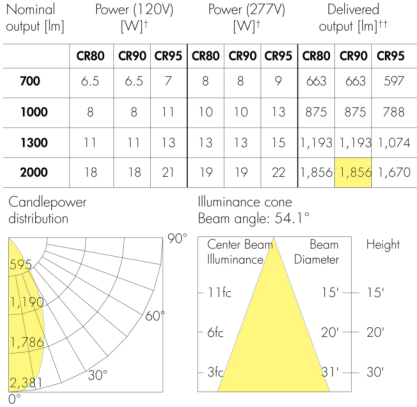 Nominal Power (120V) Power (277V) Delivered
output [lm] [W]† [W]† output [lm]††
CR80 CR90 CR95 CR80 CR90 CR95 CR80 CR90 CR95
700 6.5 6.5 7 8 8 9 663 663 597
1000 8 8 11 10 10 13 875 875 788
1300 11 11 13 13 13 15 1,193 1,193 1,074
2000 18 18 21 19 19 22 1,856 1,856 1,670
Candlepower
distribution
90°
595
1,190
60°
1,786
30°
2,381
0°
Illuminance cone
Beam angle: 54.1°
Center Beam Beam Height
Illuminance Diameter
11fc 15' 15'
6fc 20' 20'
3fc 31' 30'